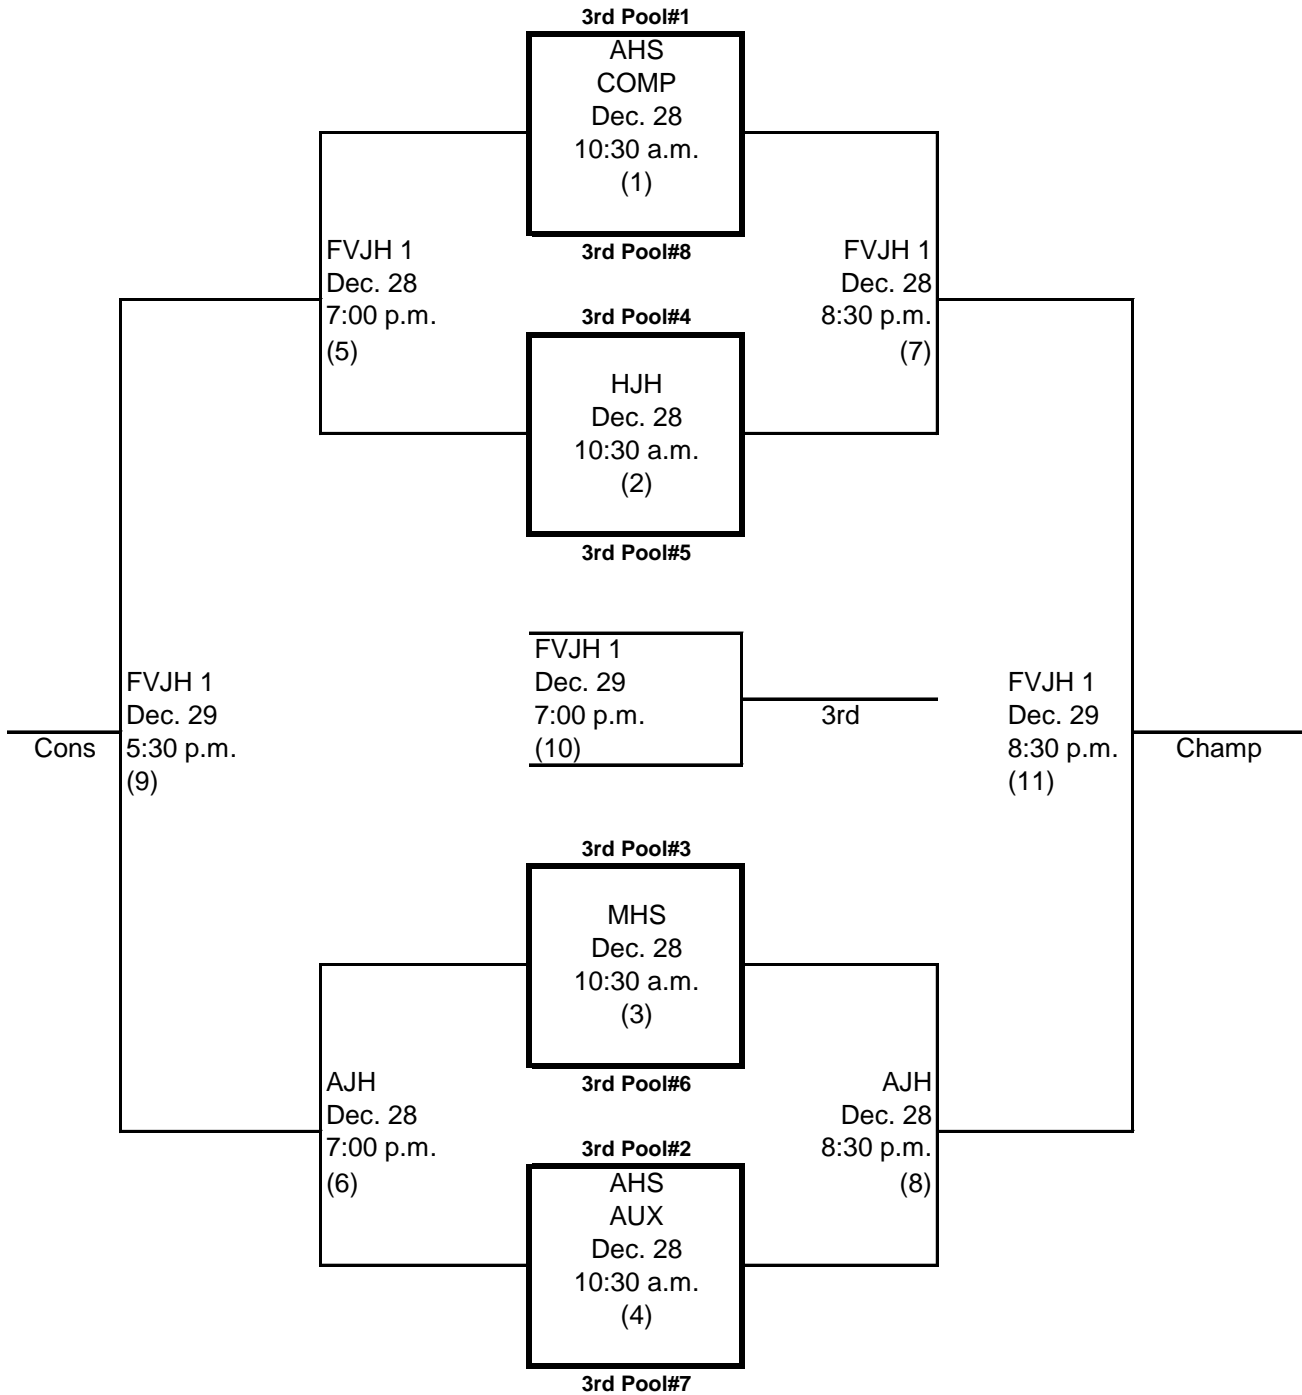 3rd Pool#1
AHS
COMP
Dec. 28
10:30 a.m.
(1)
3rd Pool#8
FVJH 1
Dec. 28
7:00 p.m.
(5)
FVJH 1
Dec. 28
8:30 p.m.
(7)
3rd Pool#4
HJH
Dec. 28
10:30 a.m.
(2)
3rd Pool#5
FVJH 1
Dec. 29
5:30 p.m.
(9)
Cons
FVJH 1
Dec. 29
7:00 p.m.
(10)
3rd
FVJH 1
Dec. 29
8:30 p.m.
(11)
Champ
3rd Pool#3
MHS
Dec. 28
10:30 a.m.
(3)
3rd Pool#6
AJH
Dec. 28
7:00 p.m.
(6)
AJH
Dec. 28
8:30 p.m.
(8)
3rd Pool#2
AHS
AUX
Dec. 28
10:30 a.m.
(4)
3rd Pool#7